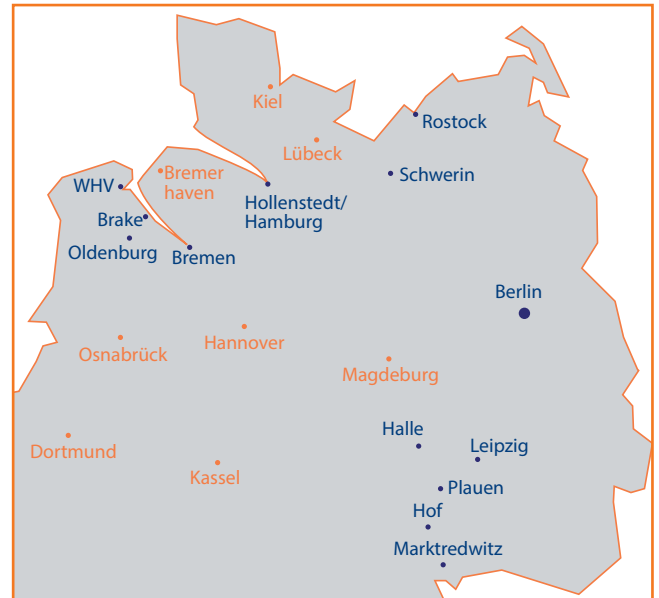 Kiel
Rostock
Lübeck
Bremer
haven
Schwerin
WHV
Hollenstedt/
Hamburg
Brake
Oldenburg
Bremen
Berlin
Hannover
Osnabrück
Magdeburg
Halle
Leipzig
Dortmund
Kassel
Plauen
Hof
Marktredwitz